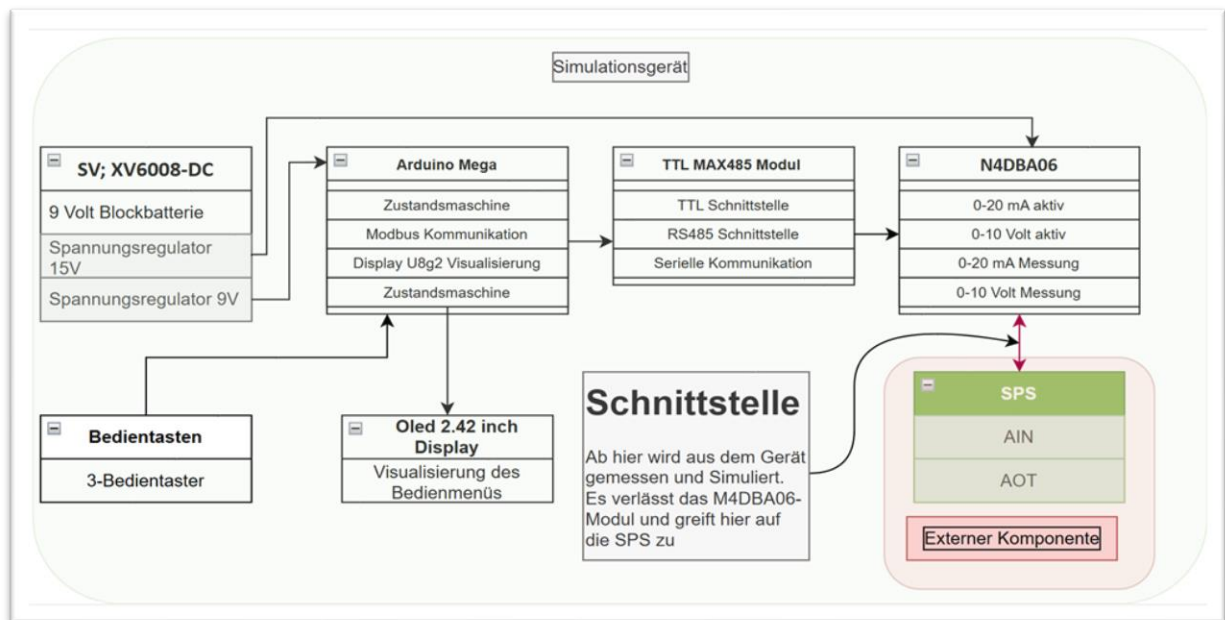 Simulationsgerät
SV; XV6008-DC
9 Volt Blockbatterie
Spannungsregulator
15V
Spannungsregulator 9V
Arduino Mega
Zustandsmaschine
Modbus Kommunikation
Display U8g2 Visualisierung
Zustandsmaschine
TTL MAX485 Modul
TTL Schnittstelle
RS485 Schnittstelle
Serielle Kommunikation
N4DBA06
0-20 mA aktiv
0-10 Volt aktiv
0-20 mA Messung
0-10 Volt Messung
Bedientasten
3-Bedientaster
Oled 2.42 inch
Display
Visualisierung des
Bedienmenüs
Schnittstelle
Ab hier wird aus dem Gerät
gemessen und Simuliert.
Es verlässt das M4DBA06-
Modul und greift hier auf
die SPS zu
SPS
AIN
AOT
Externer Komponente